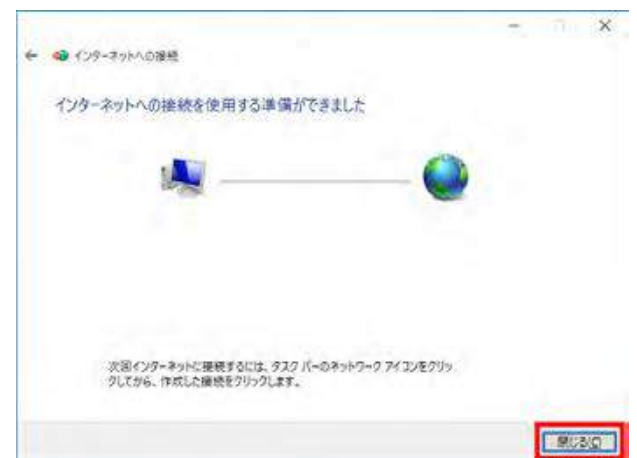 インターネットへの接続
インターネットへの接続を使用する準備ができました
次回インターネットに接続するには、タスク バーのネットワーク アイコンをクリッ
クしてから、作成した接続をクリックします。
閉じる(C)